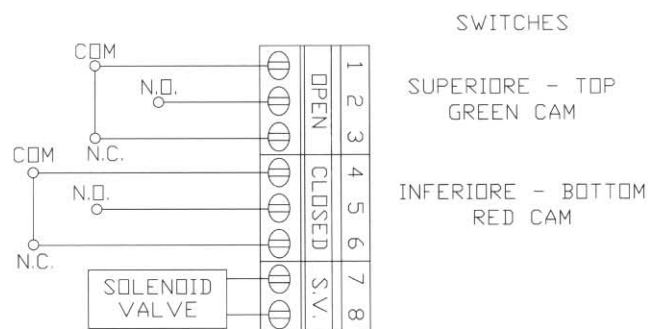 SWITCHES
COM
N.O.
N.C.
OPEN
1
2
3
SUPERIORE - TOP
GREEN CAM
COM
N.O.
N.C.
CLOSED
4
5
6
INFERIORE - BOTTOM
RED CAM
SOLENOID
VALVE
S.V.
7
8